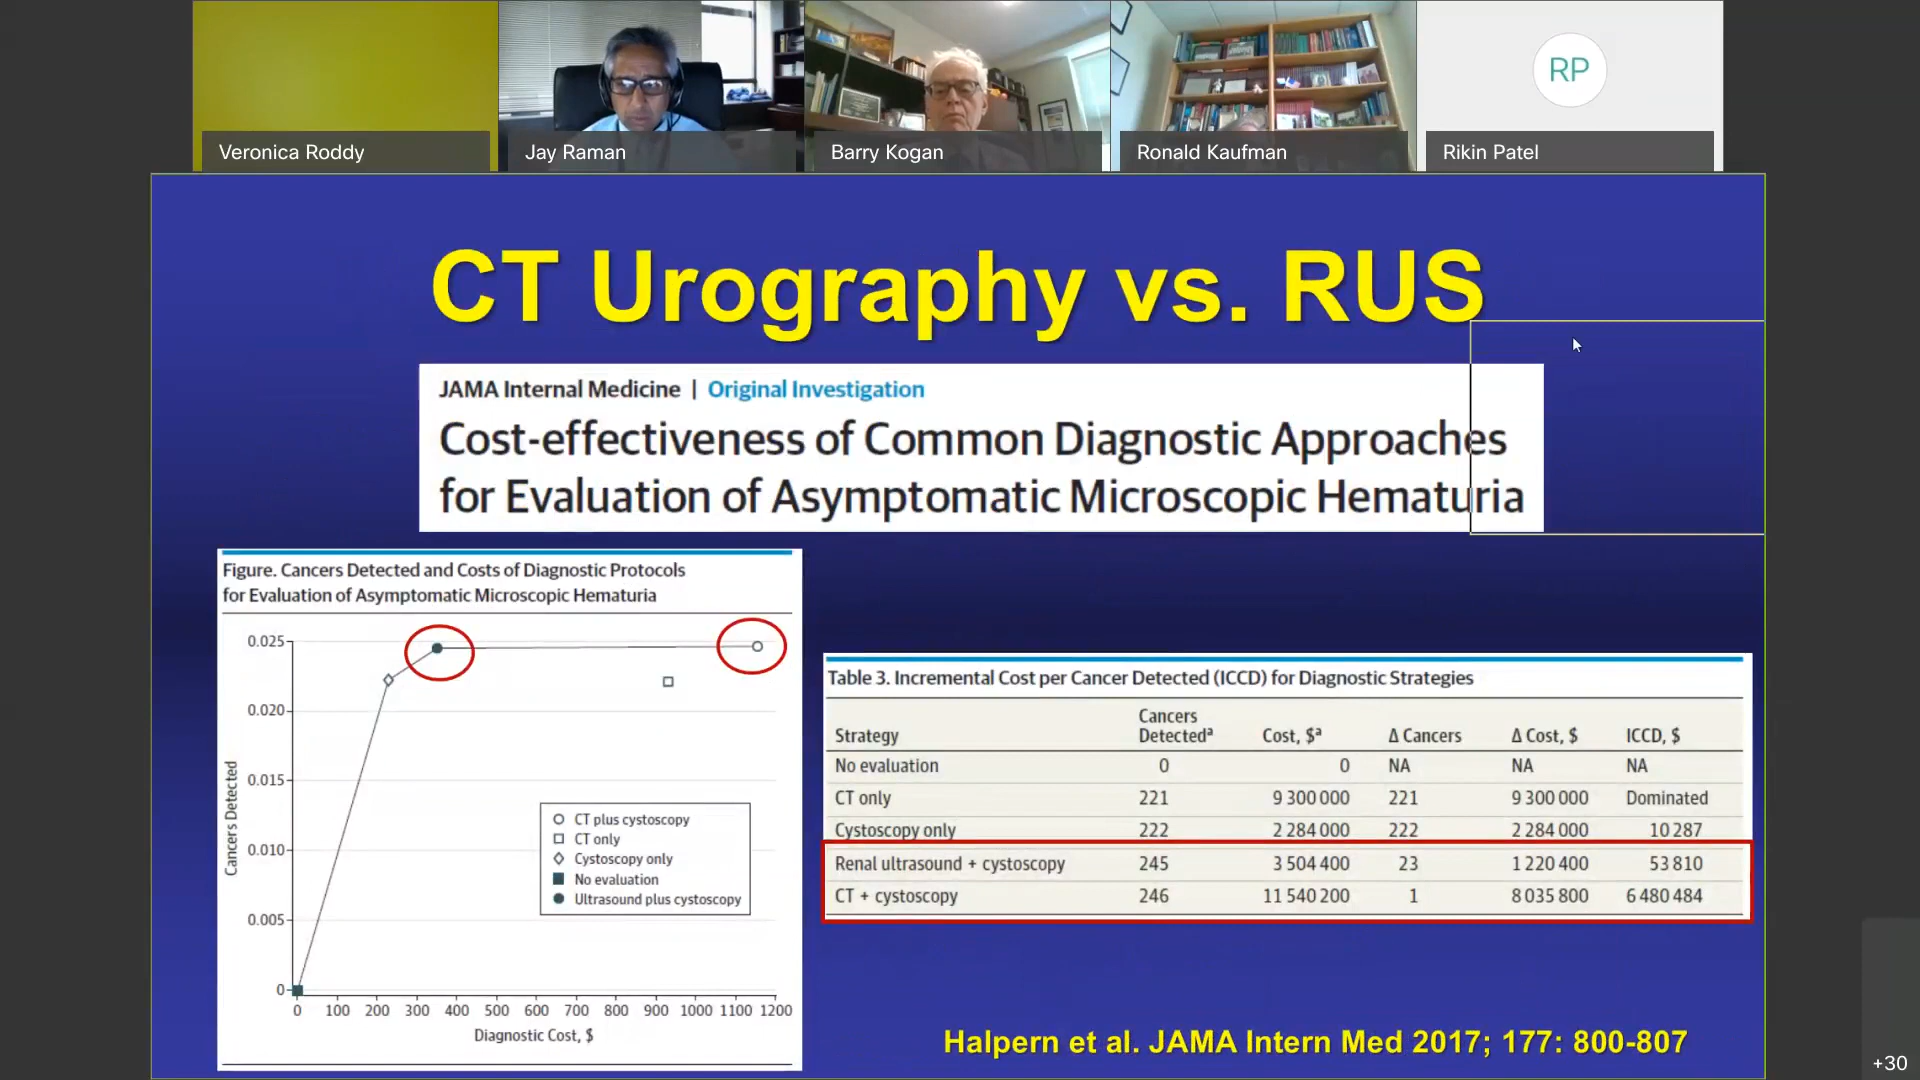 RP
Veronica Roddy
Jay Raman
Barry Kogan
Ronald Kaufman
Rikin Patel
CT Urography vs. RUS
JAMA Internal Medicine | Original Investigation
Cost-effectiveness of Common Diagnostic Approaches
for Evaluation of Asymptomatic Microscopic Hematuria
Figure. Cancers Detected and Costs of Diagnostic Protocols
for Evaluation of Asymptomatic Microscopic Hematuria
0.025
0.020
0.015
0.010
0.005
0
Cancers Detected
CT plus cystoscopy
CT only
Cystoscopy only
No evaluation
Ultrasound plus cystoscopy
0 100 200 300 400 500 600 700 800 900 1000 1100 1200
Diagnostic Cost, $
Table 3. Incremental Cost per Cancer Detected (ICCD) for Diagnostic Strategies
Strategy Cancers Detectedᵃ Cost, $ᵃ Δ Cancers Δ Cost, $ ICCD, $
No evaluation 0 0 NA NA NA
CT only 221 9 300 000 221 9 300 000 Dominated
Cystoscopy only 222 2 284 000 222 2 284 000 10 287
Renal ultrasound + cystoscopy 245 3 504 400 23 1 220 400 53 810
CT + cystoscopy 246 11 540 200 1 8 035 800 6 480 484
Halpern et al. JAMA Intern Med 2017; 177: 800-807
+30